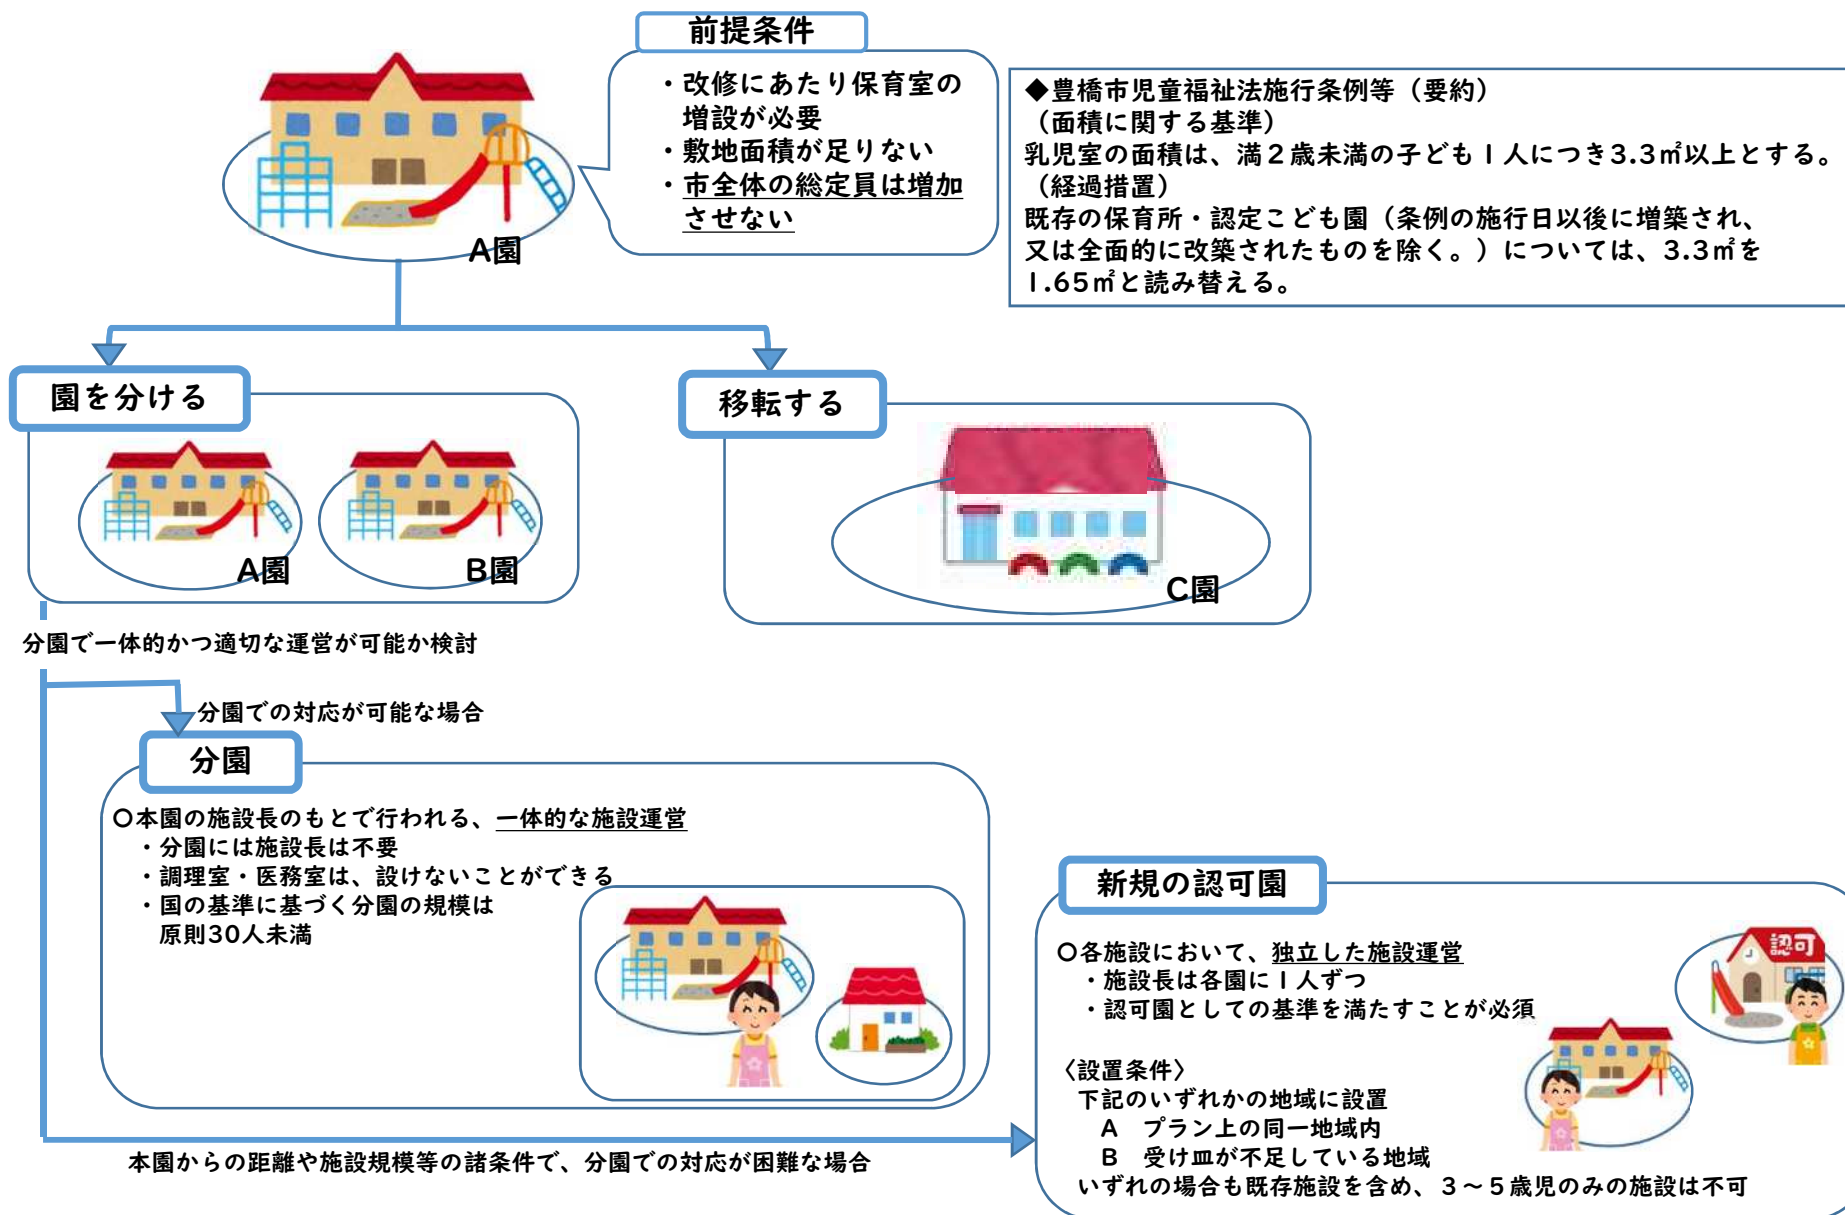 前提条件
・改修にあたり保育室の
増設が必要
・敷地面積が足りない
・市全体の総定員は増加
させない
A園
◆豊橋市児童福祉法施行条例等（要約）
（面積に関する基準）
乳児室の面積は、満２歳未満の子ども１人につき3.3㎡以上とする。
（経過措置）
既存の保育所・認定こども園（条例の施行日以後に増築され、
又は全面的に改築されたものを除く。）については、3.3㎡を
1.65㎡と読み替える。
園を分ける
A園
B園
移転する
C園
分園で一体的かつ適切な運営が可能か検討
分園での対応が可能な場合
分園
〇本園の施設長のもとで行われる、一体的な施設運営
・分園には施設長は不要
・調理室・医務室は、設けないことができる
・国の基準に基づく分園の規模は
原則30人未満
本園からの距離や施設規模等の諸条件で、分園での対応が困難な場合
新規の認可園
〇各施設において、独立した施設運営
・施設長は各園に１人ずつ
・認可園としての基準を満たすことが必須
認可
〈設置条件〉
下記のいずれかの地域に設置
A　プラン上の同一地域内
B　受け皿が不足している地域
いずれの場合も既存施設を含め、３～５歳児のみの施設は不可